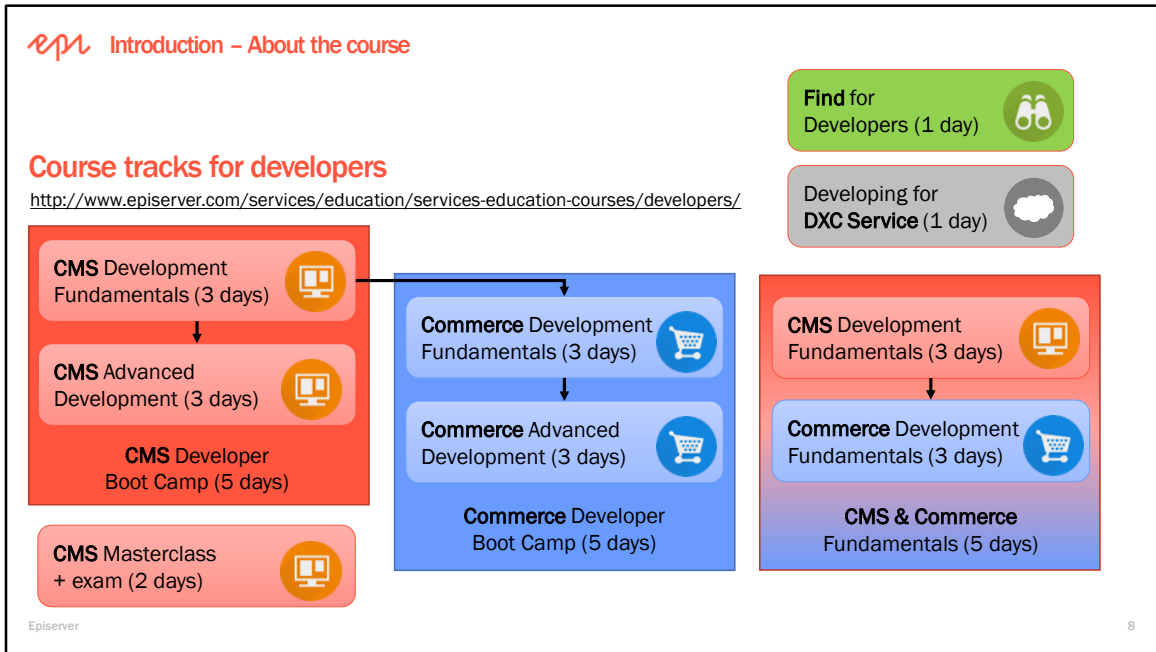 epi Introduction – About the course
Find for
Developers (1 day)
Course tracks for developers
http://www.episerver.com/services/education/services-education-courses/developers/
Developing for
DXC Service (1 day)
CMS Development
Fundamentals (3 days)
CMS Advanced
Development (3 days)
CMS Developer
Boot Camp (5 days)
CMS Masterclass
+ exam (2 days)
Commerce Development
Fundamentals (3 days)
Commerce Advanced
Development (3 days)
Commerce Developer
Boot Camp (5 days)
CMS Development
Fundamentals (3 days)
Commerce Development
Fundamentals (3 days)
CMS & Commerce
Fundamentals (5 days)
Episerver
8